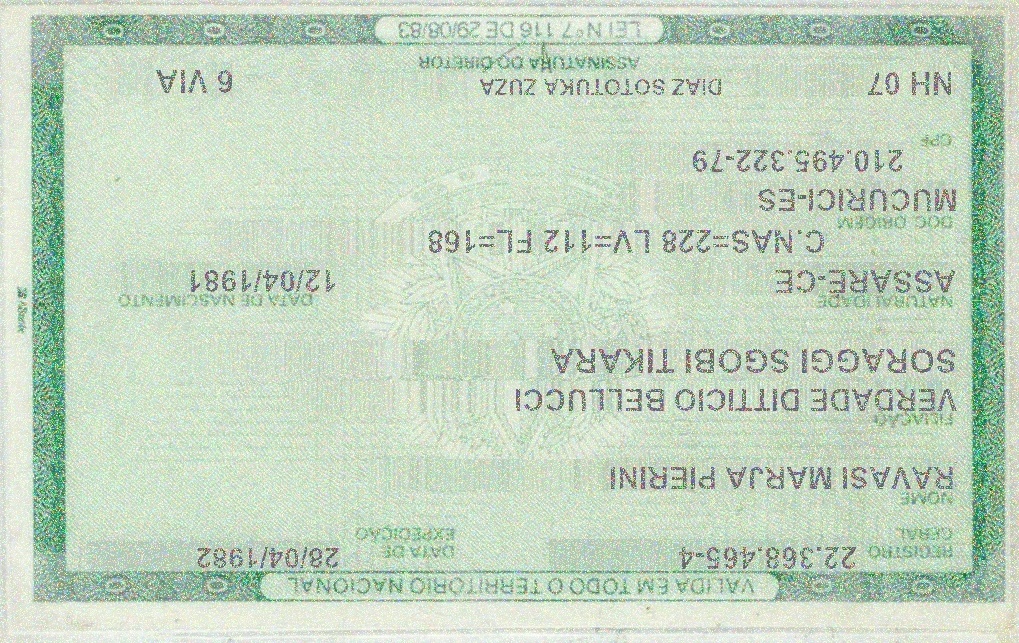 VALIDA EM TODO O TERRITÓRIO NACIONAL
REGISTRO GERAL 22.368.465-4 DATA DE EXPEDIÇÃO 28/04/1982
NOME
RAVASI MARJA PIERINI
FILIAÇÃO
VERDADE DITTICIO BELLUCCI
SORAGGI SGOBI TIKARA
NATURALIDADE DATA DE NASCIMENTO
ASSARE-CE 12/04/1981
C.NAS=228 LV=112 FL=168
DOC ORIGEM
MUCURICI-ES
210.495.322-79
CPF
NH 07 DIAZ SOTOTUKA ZUZA 6 VIA
ASSINATURA DO DIRETOR
LEI Nº 7.116 DE 29/08/83